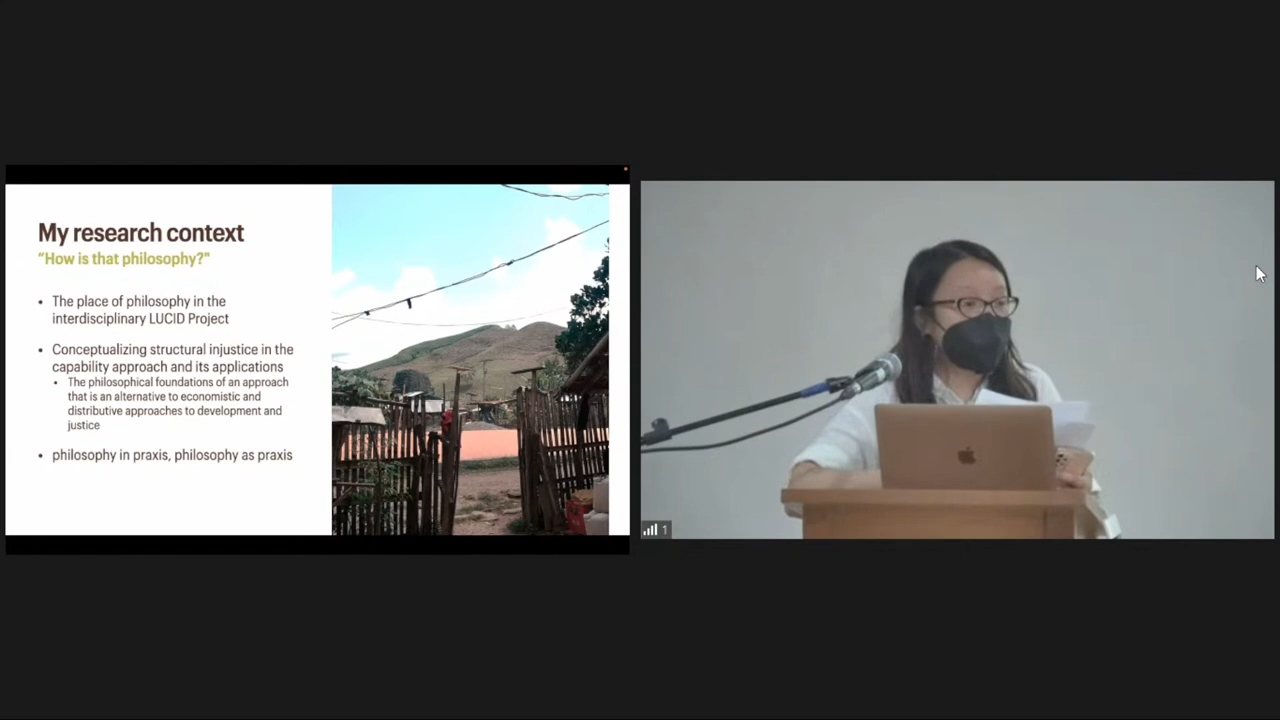 My research context
"How is that philosophy?"
• The place of philosophy in the
interdisciplinary LUCID Project
• Conceptualizing structural injustice in the
capability approach and its applications
• The philosophical foundations of an approach
that is an alternative to economistic and
distributive approaches to development and
justice
• philosophy in praxis, philosophy as praxis
1